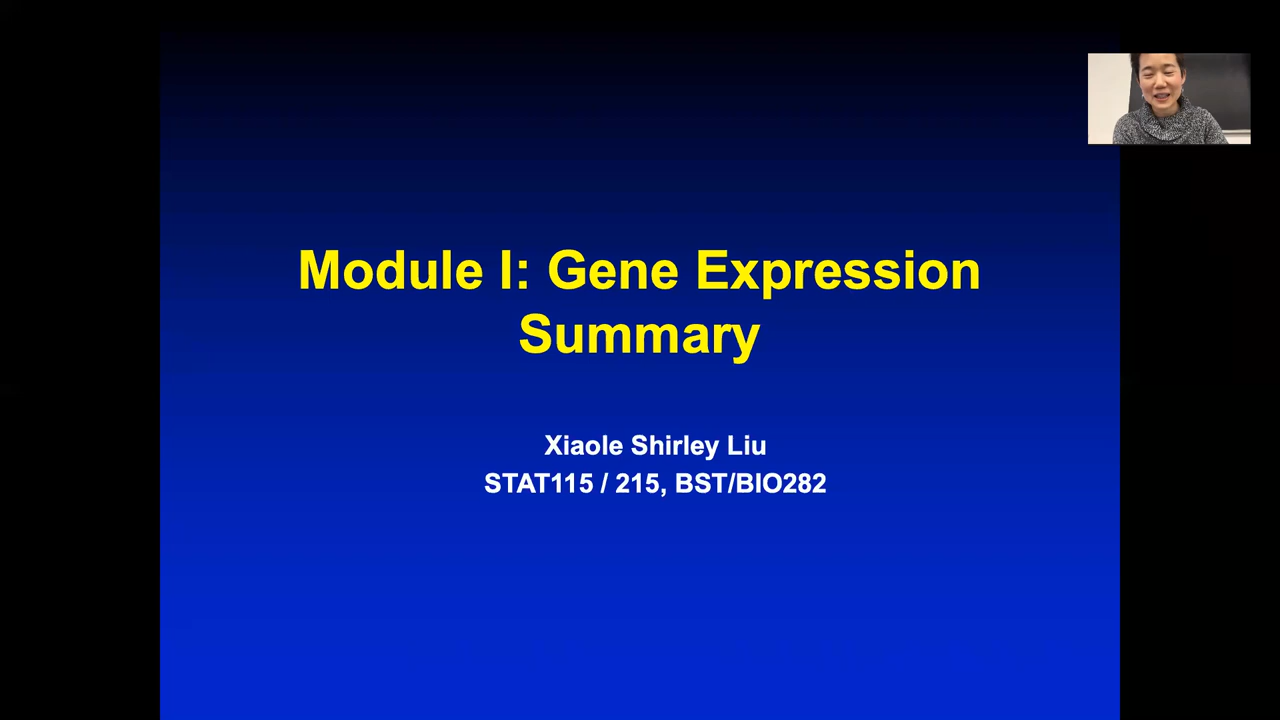 Module I: Gene Expression
Summary
Xiaole Shirley Liu
STAT115 / 215, BST/BIO282